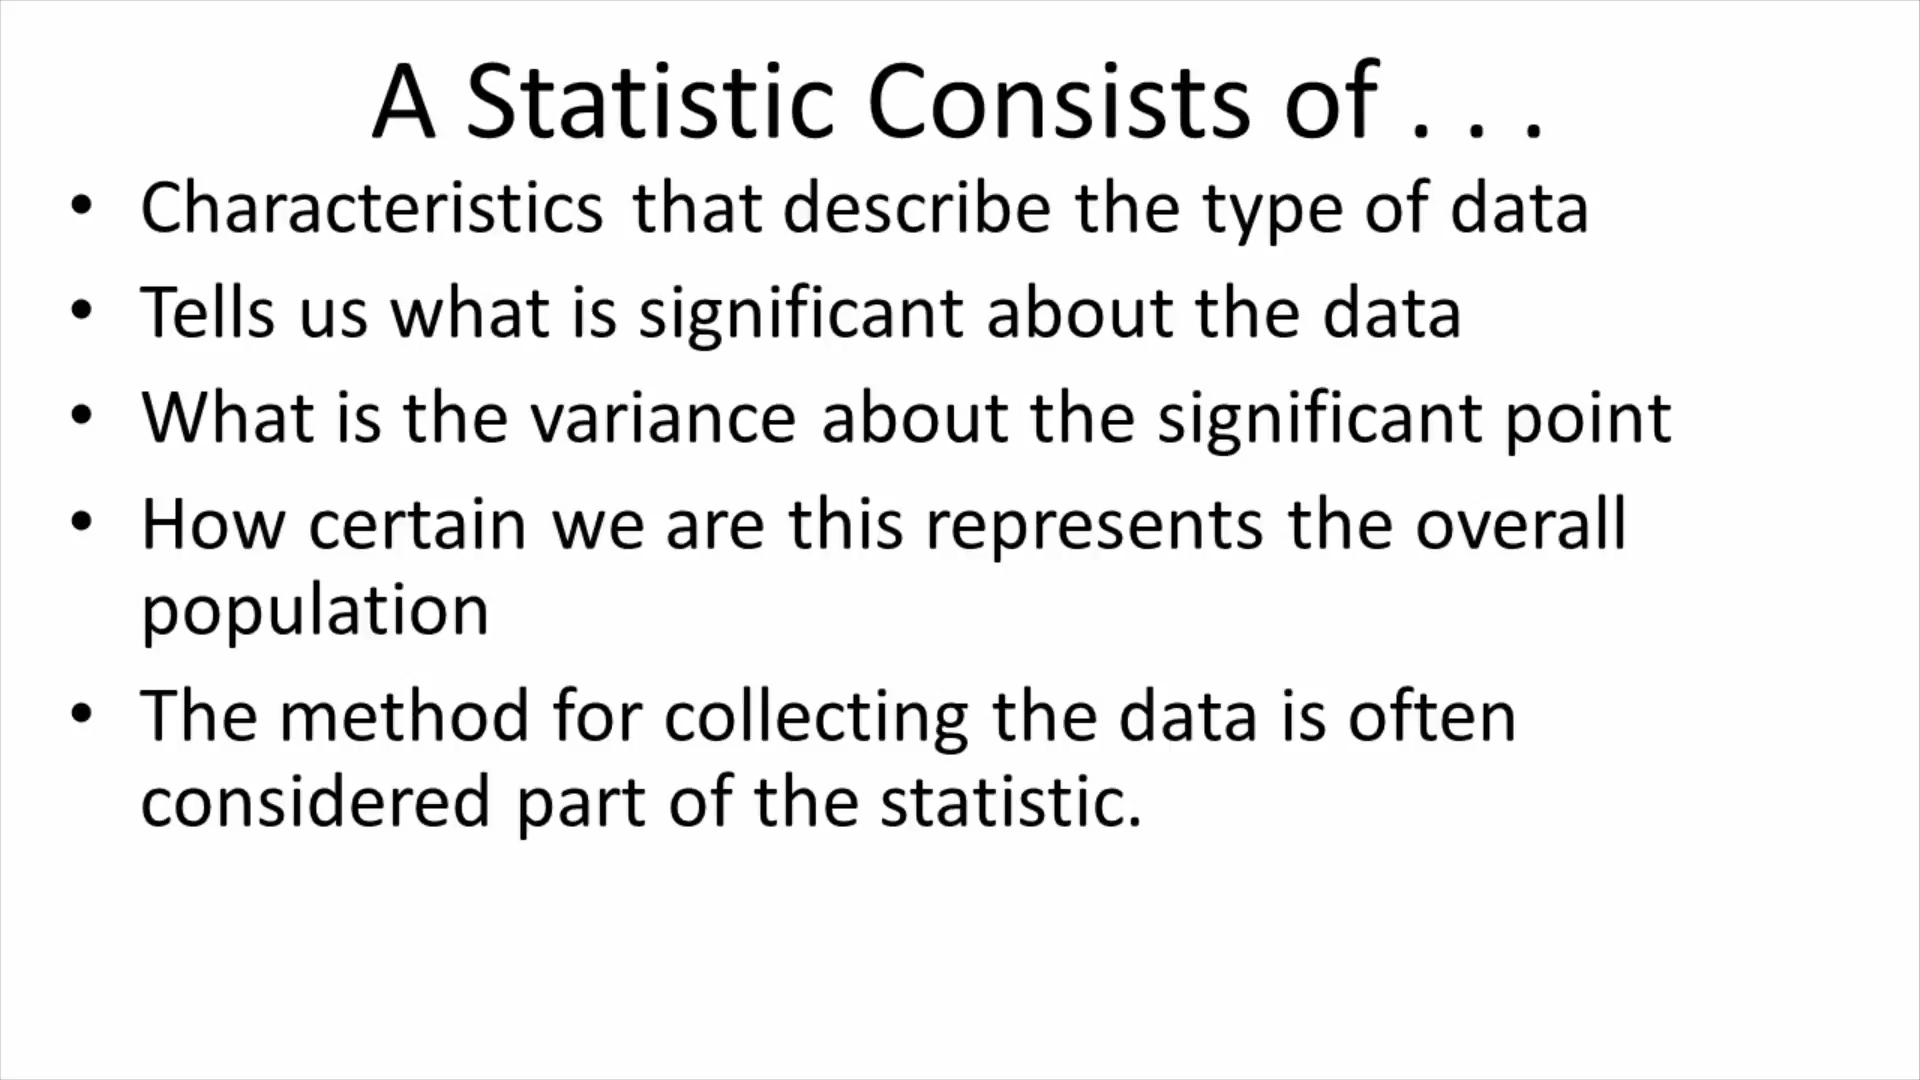 A Statistic Consists of . . .
• Characteristics that describe the type of data
• Tells us what is significant about the data
• What is the variance about the significant point
• How certain we are this represents the overall
population
• The method for collecting the data is often
considered part of the statistic.